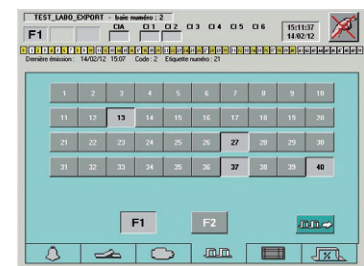 TEST_LABO_EXPORT - baie numéro : 2
F1 CIA CI 1 CI 2 CI 3 CI 4 CI 5 CI 6 15:11:37
14/02/12
Dernière émission : 14/02/12 15:07 Code : 2 Etiquette numéro : 21
1 2 3 4 5 6 7 8 9 10
11 12 13 14 15 16 17 18 19 20
21 22 23 24 25 26 27 28 29 30
31 32 33 34 35 36 37 38 39 40
F1 F2
%